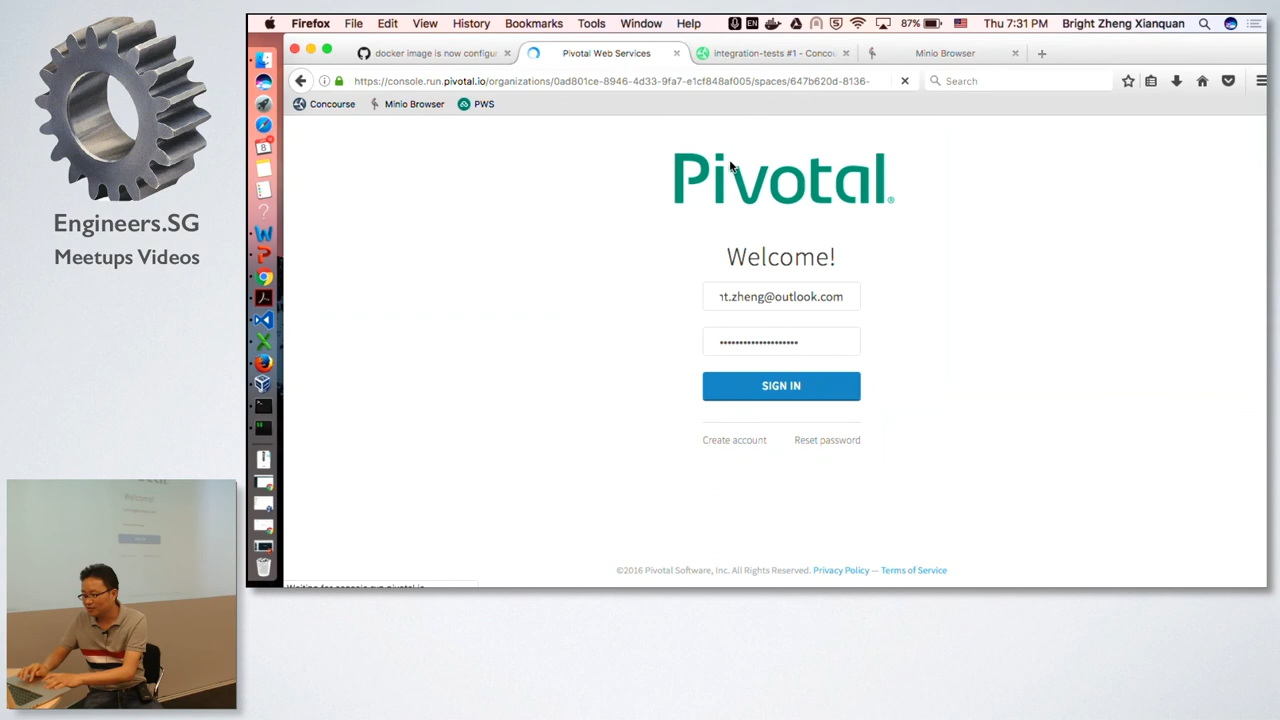 Engineers.SG
Meetups Videos
Firefox File Edit View History Bookmarks Tools Window Help 87% Thu 7:31 PM Bright Zheng Xianquan
docker image is now configur
Pivotal Web Services
integration-tests #1 - Concou
Minio Browser
https://console.run.pivotal.io/organizations/0ad801ce-8946-4d33-9fa7-e1cf848af005/spaces/647b620d-8136-
Search
Concourse
Minio Browser
PWS
Pivotal®
Welcome!
nt.zheng@outlook.com
SIGN IN
Create account
Reset password
©2016 Pivotal Software, Inc. All Rights Reserved. Privacy Policy — Terms of Service